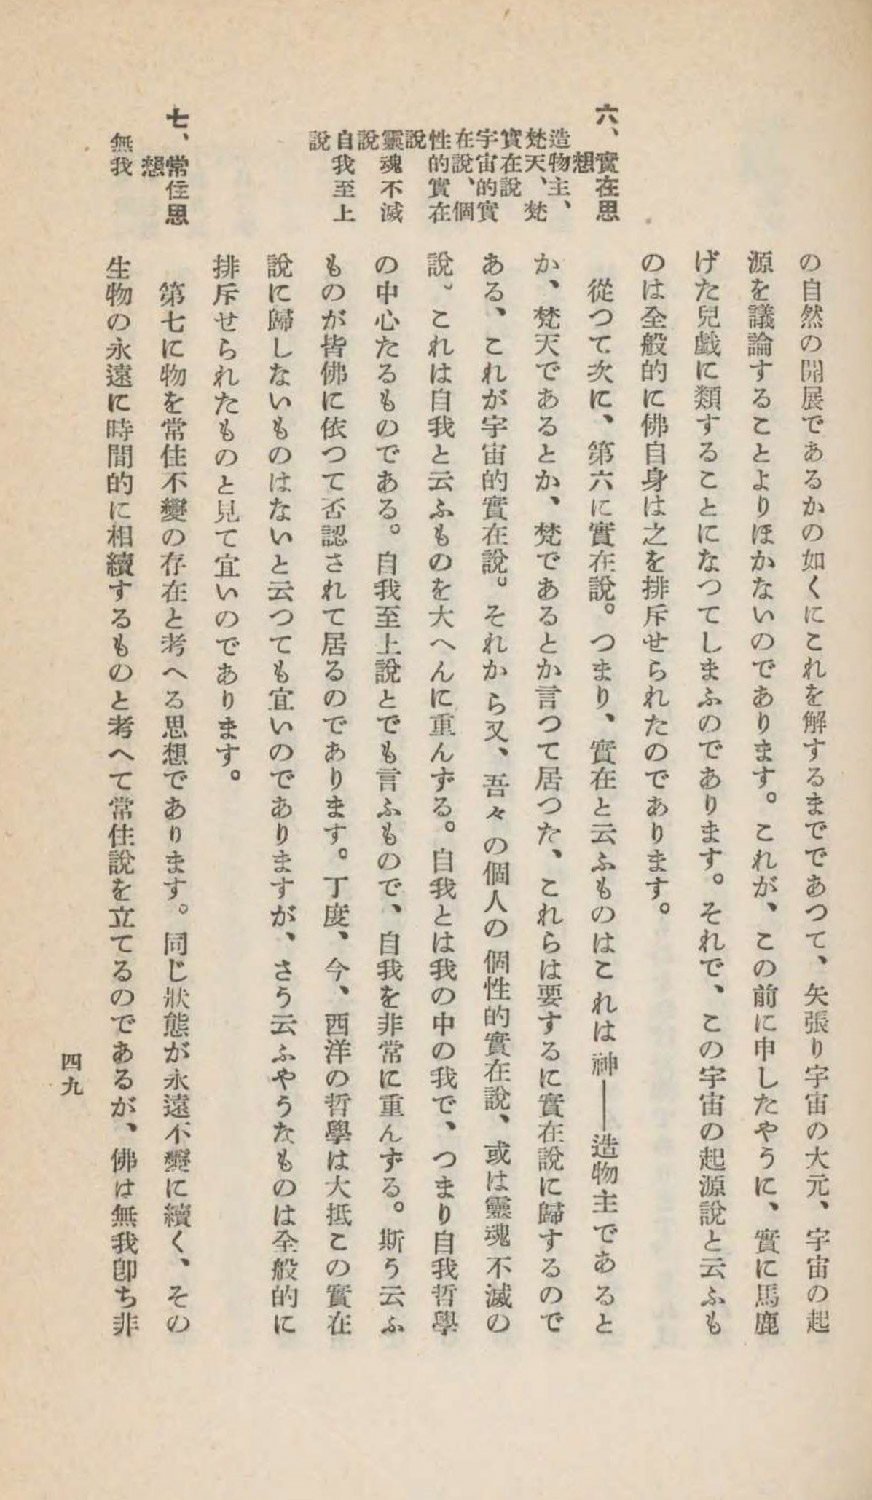 の自然の開展であるかの如くにこれを解するまでであつて、矢張り宇宙の大元、宇宙の起
源を議論することよりほかないのであります。これが、この前に申したやうに、實に馬鹿
げた兒戲に類することになつてしまふのであります。それで、この宇宙の起源說と云ふも
のは全般的に佛自身は之を排斥せられたのであります。
六、實在思
想
造物主、
梵天、梵
實在說
宇宙的實
在說、個
性的實在
說
靈魂不滅
說
自我至上
說
從つて次に、第六に實在說。つまり、實在と云ふものはこれは神——造物主であると
か、梵天であるとか、梵であるとか言つて居つた、これらは要するに實在說に歸するので
ある、これが宇宙的實在說。それから又、吾々の個人の個性的實在說、或は靈魂不滅の
說、これは自我と云ふものを大へんに重んずる。自我とは我の中の我で、つまり自我哲學
の中心たるものである。自我至上說とでも言ふもので、自我を非常に重んずる。斯う云ふ
ものが皆佛に依つて否認されて居るのであります。丁度、今、西洋の哲學は大抵この實在
說に歸しないものはないと云つても宜いのでありますが、さう云ふやうたものは全般的に
排斥せられたものと見て宜いのであります。
七、常住思
想
無我
第七に物を常住不變の存在と考へる思想であります。同じ狀態が永遠不變に續く、その
生物の永遠に時間的に相續するものと考へて常住說を立てるのであるが、佛は無我卽ち非
四九